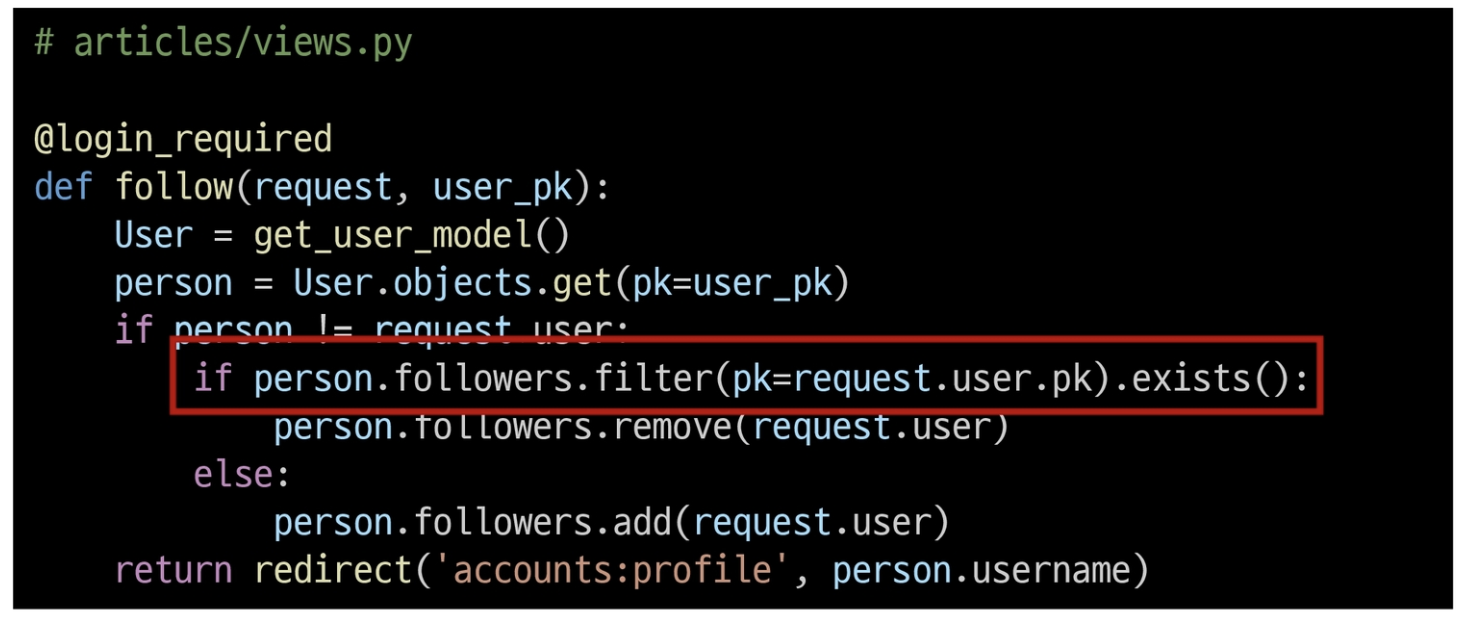 # articles/views.py
@login_required
def follow(request, user_pk):
    User = get_user_model()
    person = User.objects.get(pk=user_pk)
    if person != request.user:
        if person.followers.filter(pk=request.user.pk).exists():
            person.followers.remove(request.user)
        else:
            person.followers.add(request.user)
    return redirect('accounts:profile', person.username)